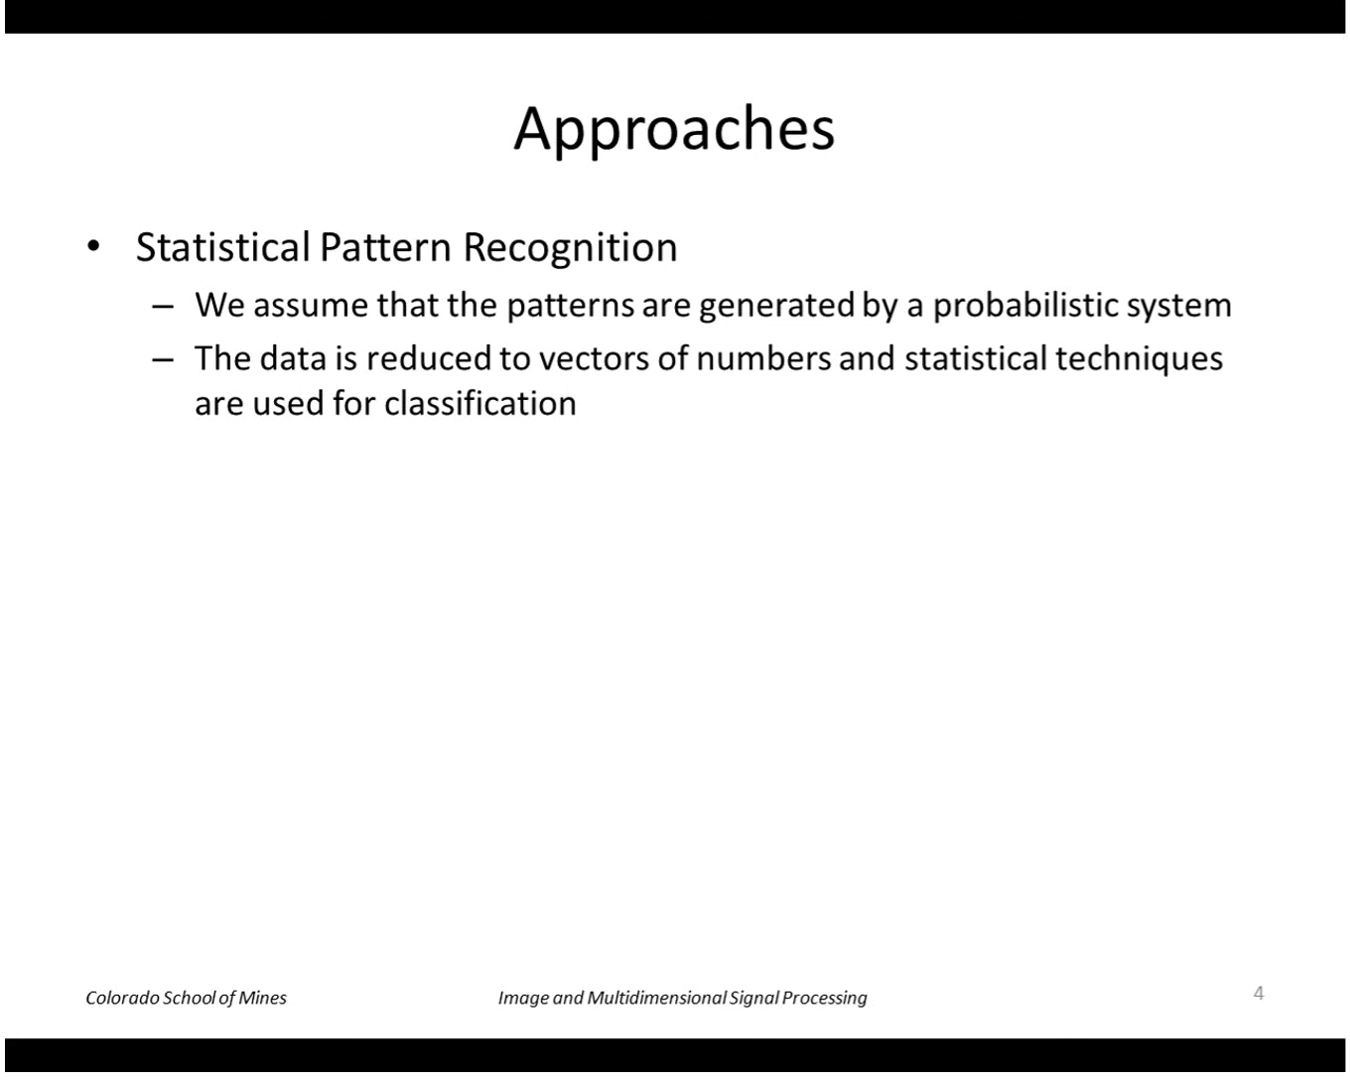 Approaches
• Statistical Pattern Recognition
– We assume that the patterns are generated by a probabilistic system
– The data is reduced to vectors of numbers and statistical techniques
are used for classification
Colorado School of Mines
Image and Multidimensional Signal Processing
4